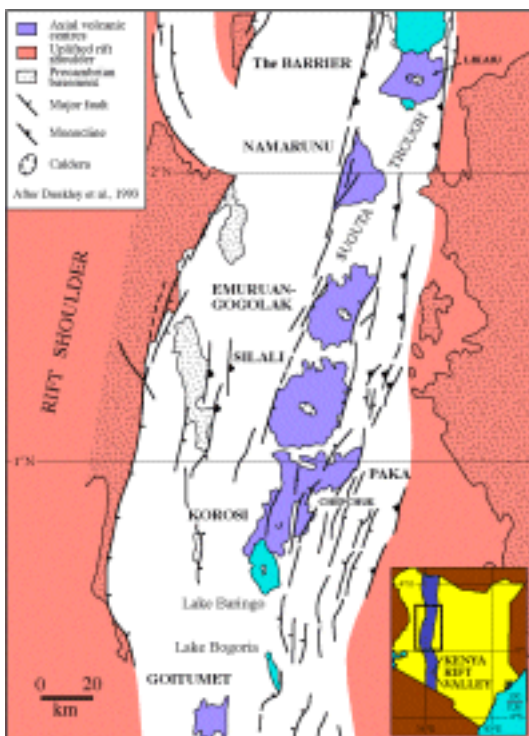 Axial volcanic
centres
Uplifted rift
shoulder
Precambrian
basement
Major fault
Monocline
Caldera
After Dunkley et al., 1993
The BARRIER
NAMARUNU
TROUGH
2°N
SUGUTA
EMURUAN-
GOGOLAK
RIFT SHOULDER
SILALI
1°N
PAKA
KOROSI
Lake Baringo
Lake Bogoria
GOITUMET
0 20
km
KENYA
RIFT
VALLEY